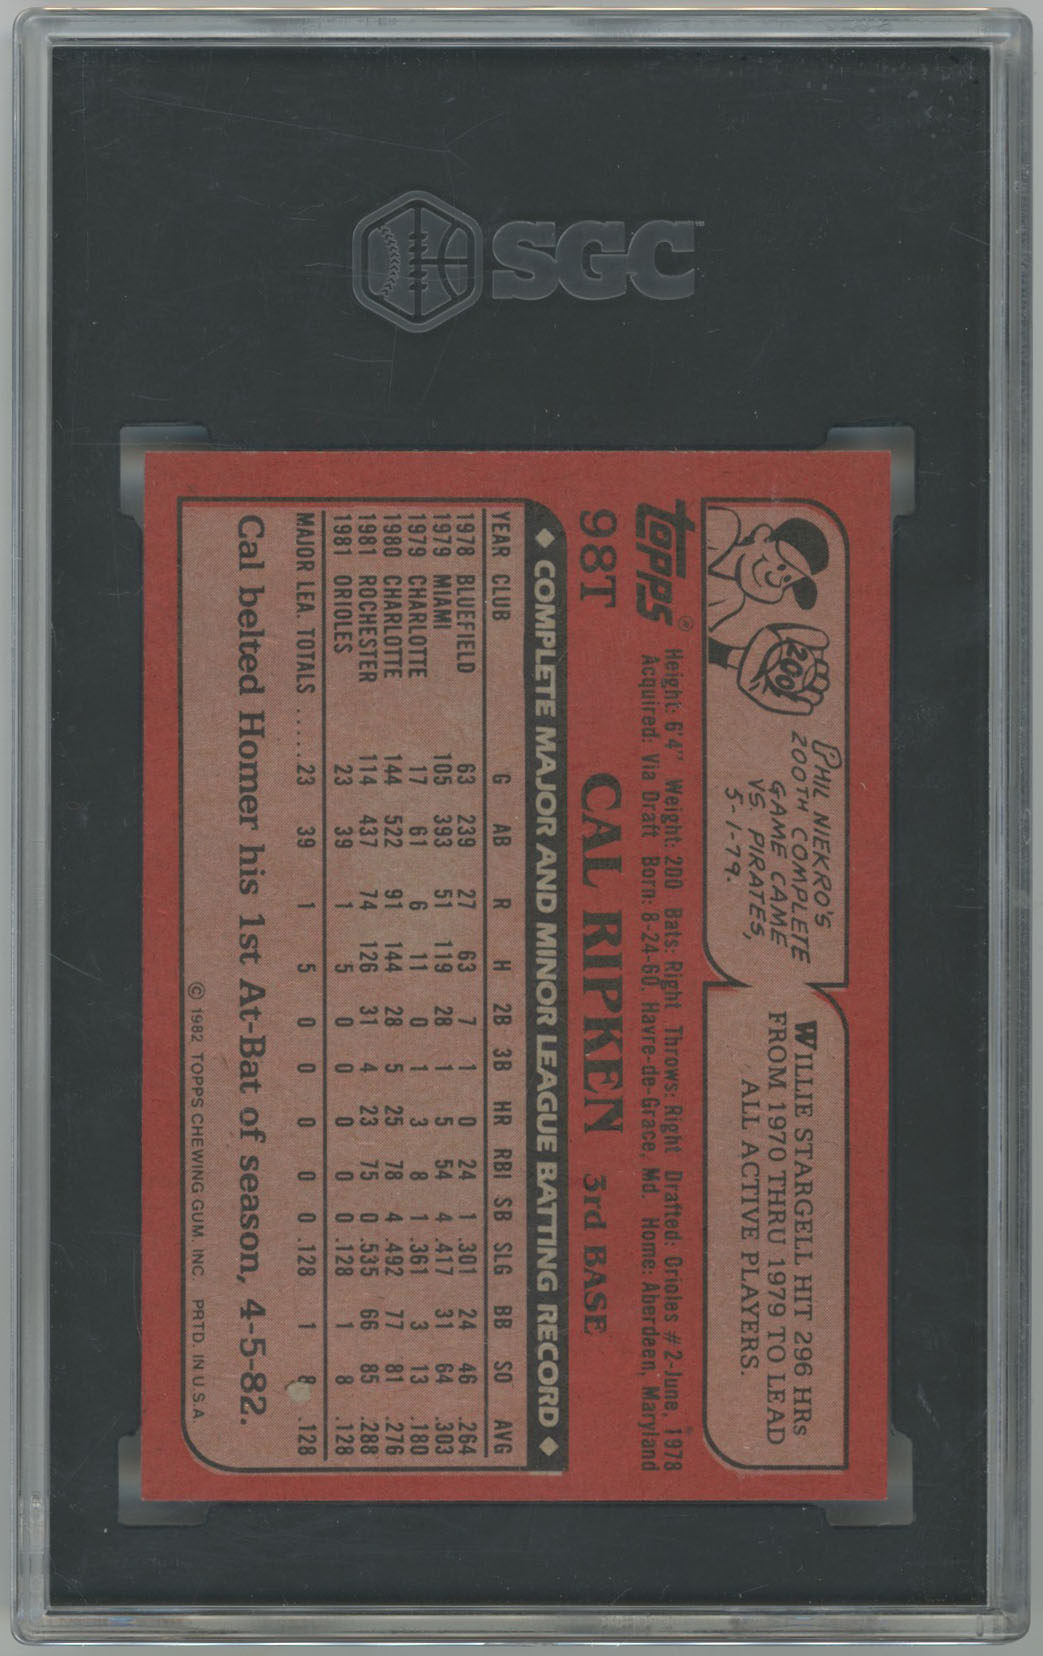 SGC™
PHIL NIEKRO'S
200TH COMPLETE
GAME CAME
VS. PIRATES,
5-1-79.
200
WILLIE STARGELL HIT 296 HRs
FROM 1970 THRU 1979 TO LEAD
ALL ACTIVE PLAYERS.
topps®
Height: 6'4" Weight: 200 Bats: Right Throws: Right Drafted: Orioles #2-June, 1978
Acquired: Via Draft Born: 8-24-60, Havre-de-Grace, Md. Home: Aberdeen, Maryland
98T CAL RIPKEN 3rd BASE
◆ COMPLETE MAJOR AND MINOR LEAGUE BATTING RECORD ◆
YEAR CLUB G AB R H 2B 3B HR RBI SB SLG BB SO AVG
1978 BLUEFIELD 63 239 27 63 7 1 0 24 1 .301 24 46 .264
1979 MIAMI 105 393 51 119 28 1 5 54 4 .417 31 64 .303
1979 CHARLOTTE 17 61 6 11 0 1 3 8 1 .361 3 13 .180
1980 CHARLOTTE 144 522 91 144 28 5 25 78 4 .492 77 81 .276
1981 ROCHESTER 114 437 74 126 31 4 23 75 0 .535 66 85 .288
1981 ORIOLES 23 39 1 5 0 0 0 0 0 .128 1 8 .128
MAJOR LEA. TOTALS .....23 39 1 5 0 0 0 0 0 .128 1 8 .128
Cal belted Homer his 1st At-Bat of season, 4-5-82.
© 1982 TOPPS CHEWING GUM. INC. PRTD. IN U.S.A.